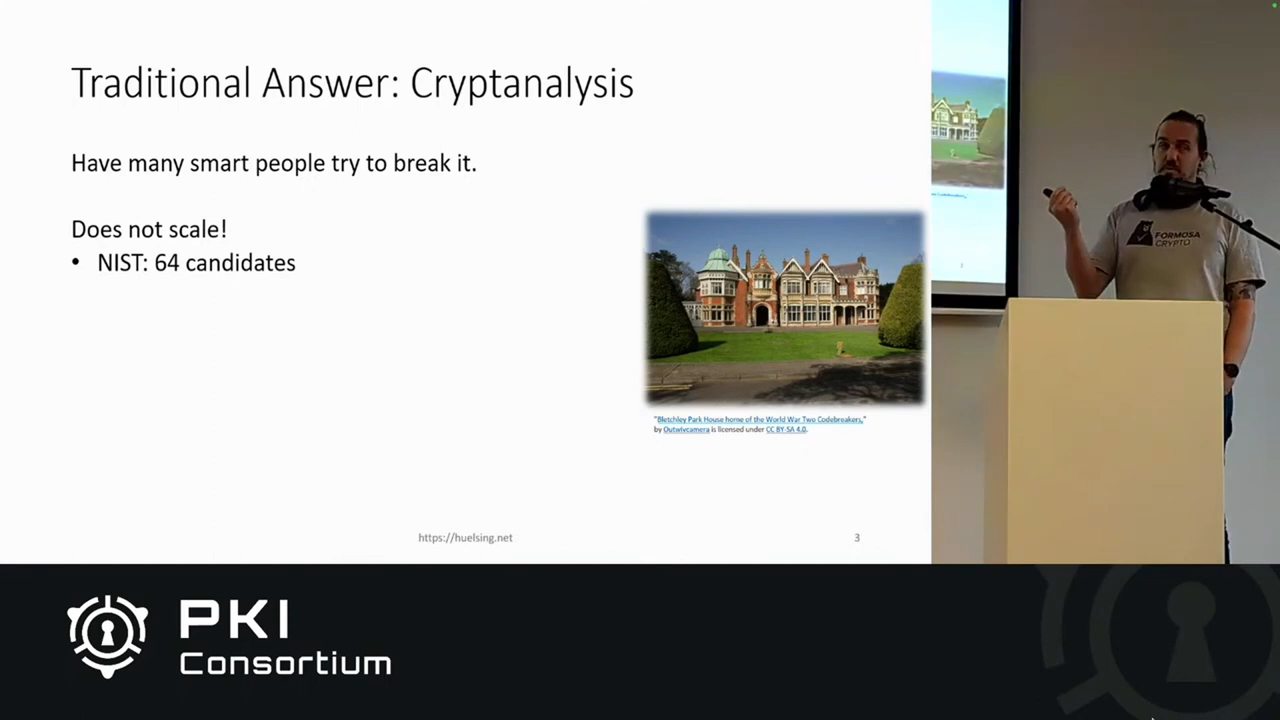 Traditional Answer: Cryptanalysis
Have many smart people try to break it.
Does not scale!
• NIST: 64 candidates
"Bletchley Park House home of the World War Two Codebreakers,"
by Outwivcamera is licensed under CC BY-SA 4.0.
https://huelsing.net
3
FORMOSA
CRYPTO
PKI
Consortium